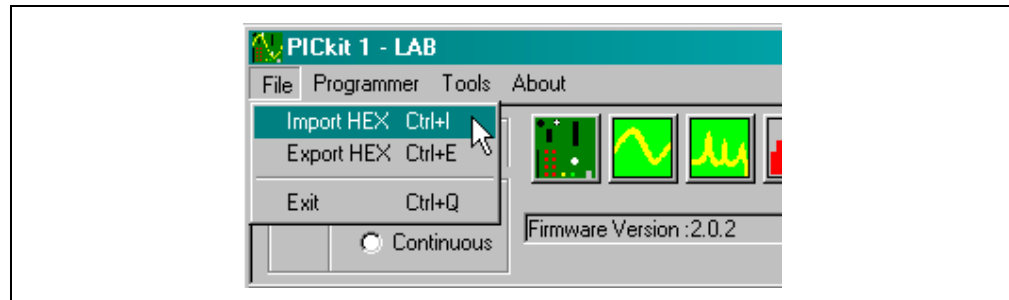 PICkit 1 - LAB
File Programmer Tools About
Import HEX Ctrl+I
Export HEX Ctrl+E
Exit Ctrl+Q
Firmware Version :2.0.2
Continuous